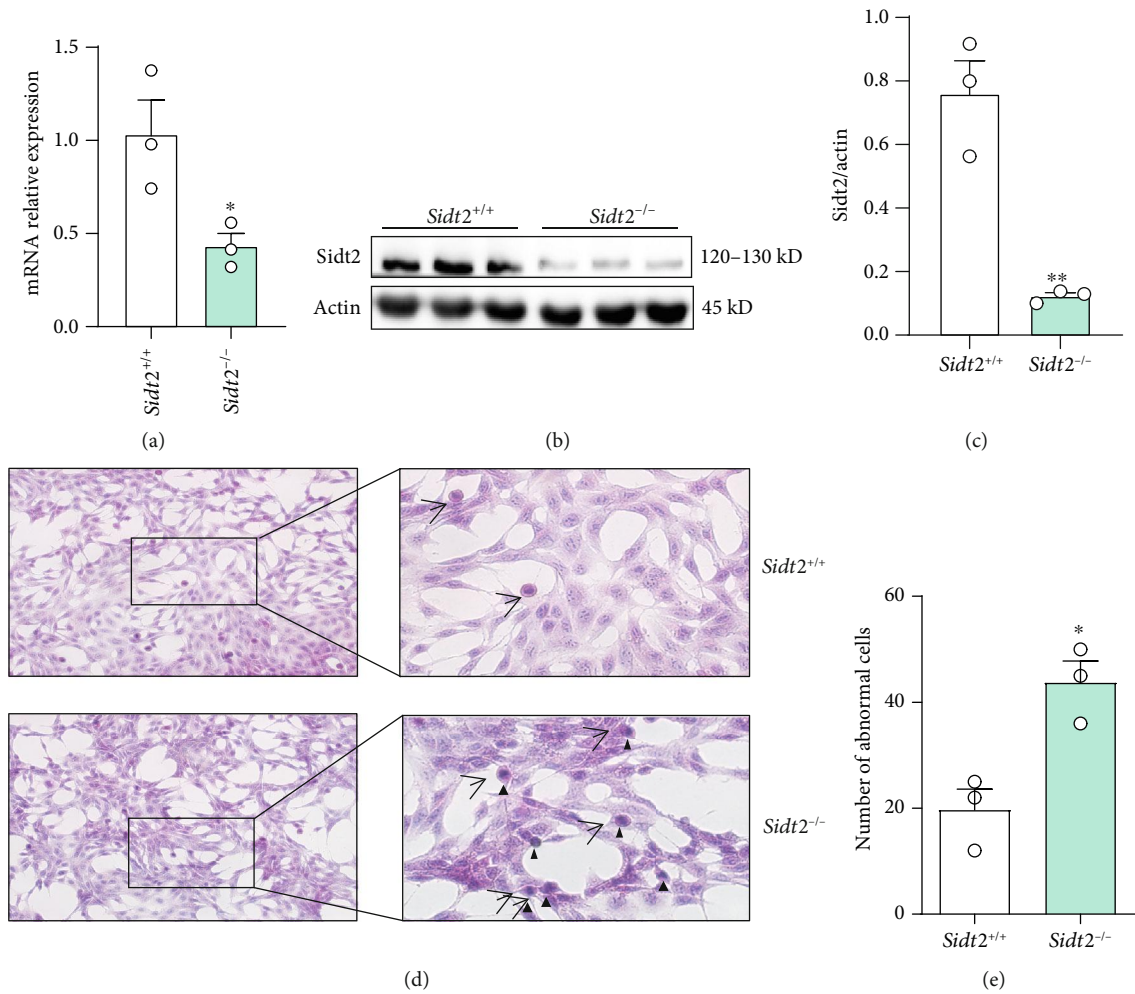 1.5
1.0
0.5
0.0
mRNA relative expression
*
Sidt2+/+
Sidt2−/−
(a)
Sidt2+/+
Sidt2−/−
Sidt2
120–130 kD
Actin
45 kD
(b)
1.0
0.8
0.6
0.4
0.2
0.0
Sidt2/actin
**
Sidt2+/+
Sidt2−/−
(c)
Sidt2+/+
Sidt2−/−
(d)
60
40
20
0
Number of abnormal cells
*
Sidt2+/+
Sidt2−/−
(e)